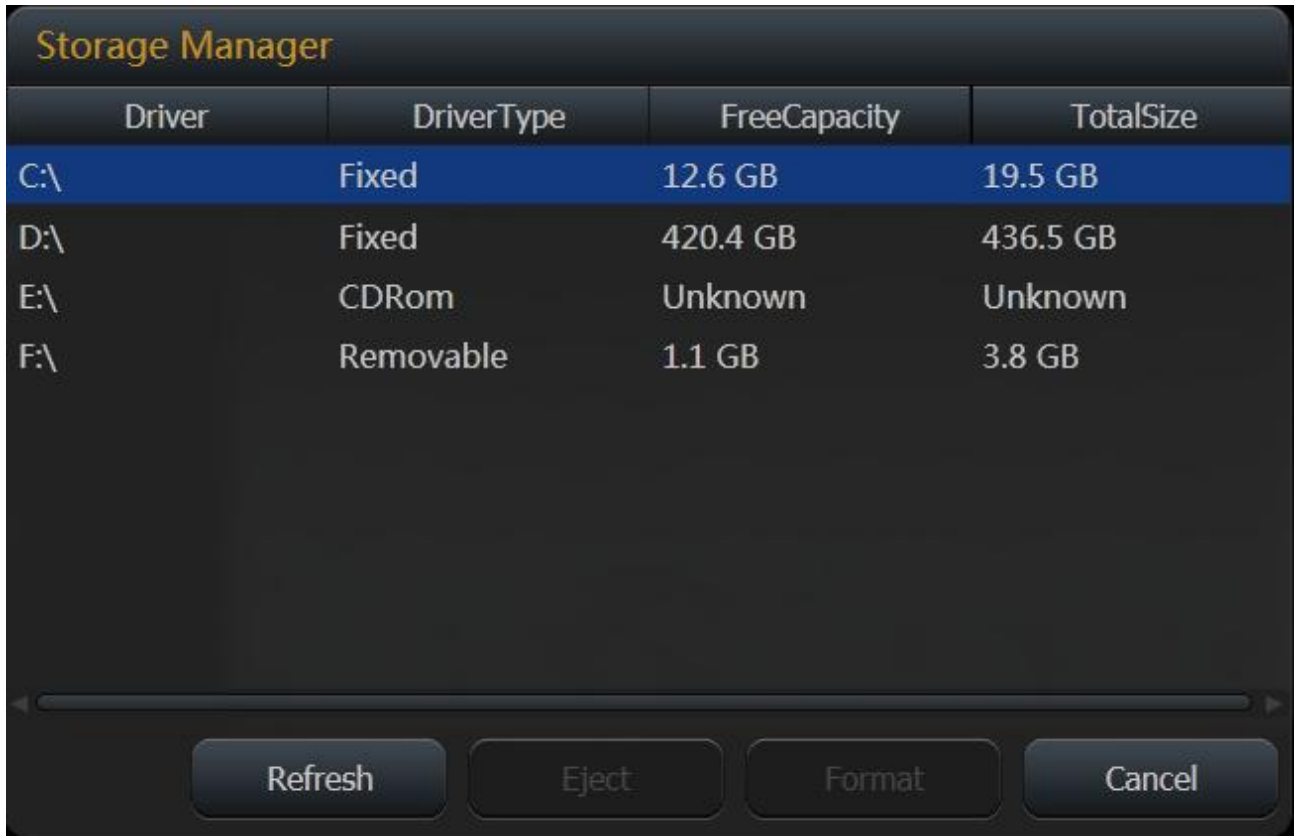 Storage Manager
Driver DriverType FreeCapacity TotalSize
C:\ Fixed 12.6 GB 19.5 GB
D:\ Fixed 420.4 GB 436.5 GB
E:\ CDRom Unknown Unknown
F:\ Removable 1.1 GB 3.8 GB
Refresh Eject Format Cancel